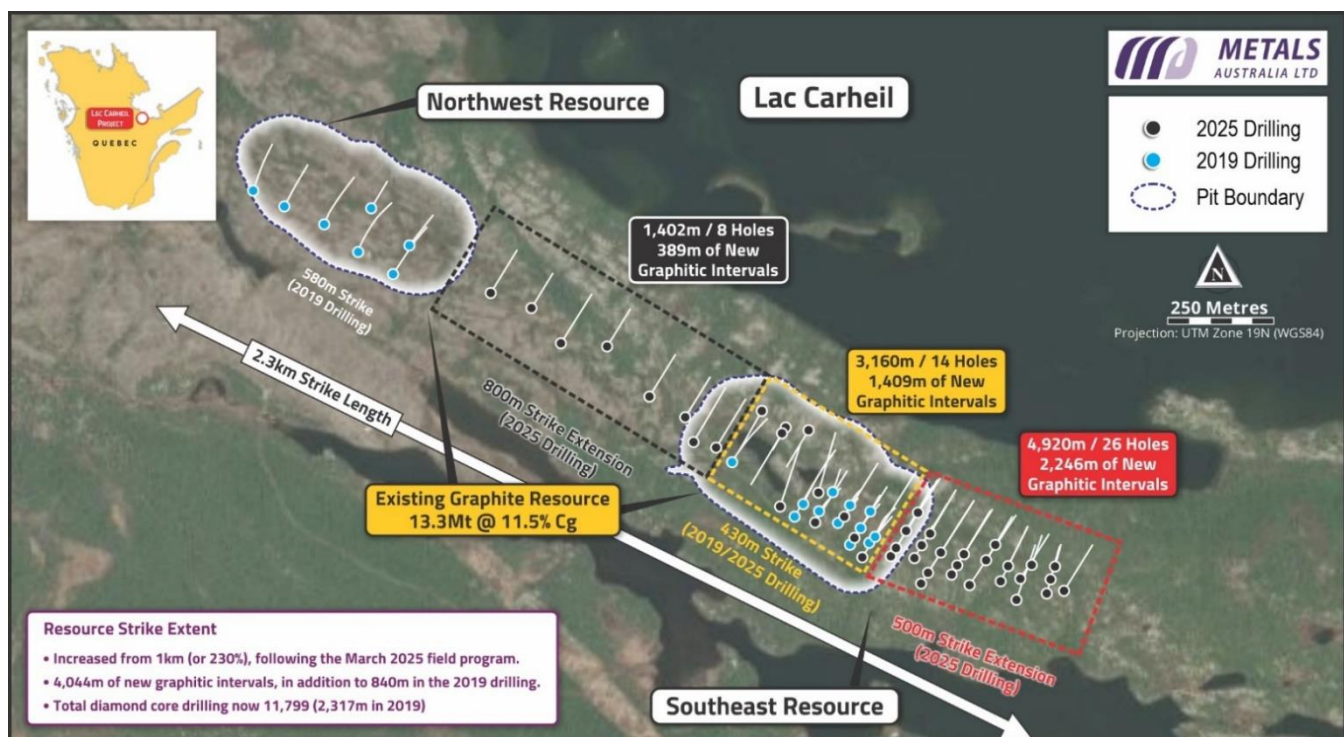 LAC CARHEIL
PROJECT
QUEBEC
Northwest Resource
Lac Carheil
METALS
AUSTRALIA LTD
2025 Drilling
2019 Drilling
Pit Boundary
N
250 Metres
Projection: UTM Zone 19N (WGS84)
1,402m / 8 Holes
389m of New
Graphitic Intervals
580m Strike
(2019 Drilling)
2.3km Strike Length
800m Strike Extension
(2025 Drilling)
3,160m / 14 Holes
1,409m of New
Graphitic Intervals
4,920m / 26 Holes
2,246m of New
Graphitic Intervals
Existing Graphite Resource
13.3Mt @ 11.5% Cg
430m Strike
(2019/2025 Drilling)
500m Strike Extension
(2025 Drilling)
Southeast Resource
Resource Strike Extent
• Increased from 1km (or 230%), following the March 2025 field program.
• 4,044m of new graphitic intervals, in addition to 840m in the 2019 drilling.
• Total diamond core drilling now 11,799 (2,317m in 2019)